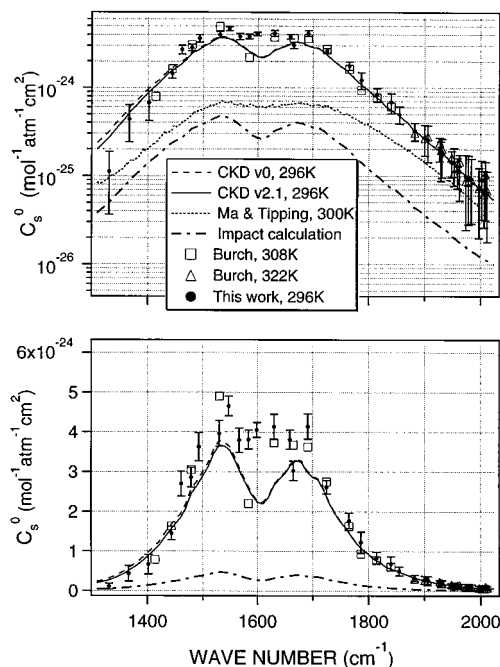 10^-24
10^-25
10^-26
C_s^0 (mol^-1 atm^-1 cm^2)
CKD v0, 296K
CKD v2.1, 296K
Ma & Tipping, 300K
Impact calculation
Burch, 308K
Burch, 322K
This work, 296K
6x10^-24
5
4
3
2
1
0
C_s^0 (mol^-1 atm^-1 cm^2)
1400 1600 1800 2000
WAVE NUMBER (cm^-1)